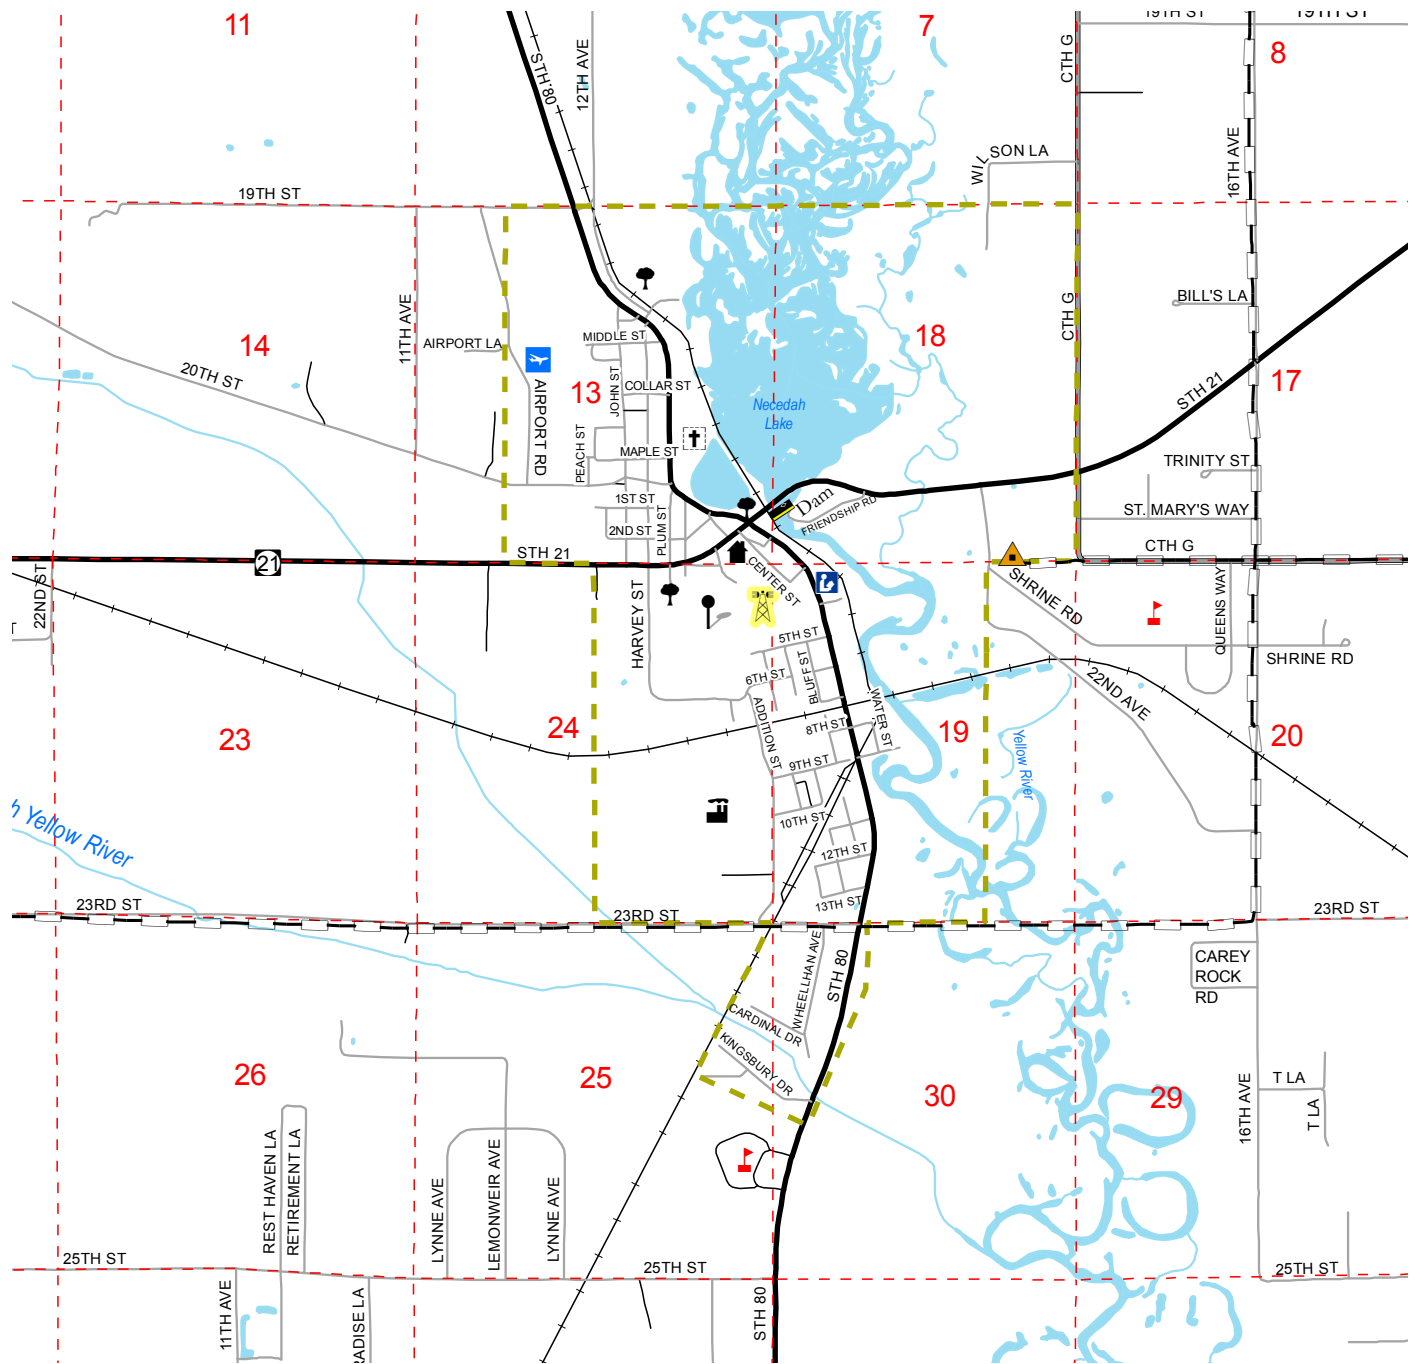 11
7
8
19TH ST
19TH ST
STH 80
12TH AVE
CTH G
16TH AVE
WILSON LA
19TH ST
11TH AVE
CTH G
BILL'S LA
14
20TH ST
AIRPORT LA
MIDDLE ST
18
17
13
AIRPORT RD
JOHN ST
COLLAR ST
Necedah
Lake
STH 21
PEACH ST
MAPLE ST
TRINITY ST
1ST ST
PLUM ST
Dam
FRIENDSHIP RD
ST. MARY'S WAY
2ND ST
21
STH 21
CTH G
22ND ST
CENTER ST
SHRINE RD
QUEENS WAY
HARVEY ST
5TH ST
SHRINE RD
6TH ST
BLUFF ST
22ND AVE
ADDITION ST
WATER ST
23
24
8TH ST
19
20
Yellow River
9TH ST
10TH ST
h Yellow River
12TH ST
23RD ST
23RD ST
13TH ST
23RD ST
WHEELLHAN AVE
STH 80
CAREY
ROCK
RD
CARDINAL DR
KINGSBURY DR
26
25
30
29
16TH AVE
T LA
T LA
REST HAVEN LA
RETIREMENT LA
LYNNE AVE
LEMONWEIR AVE
LYNNE AVE
25TH ST
25TH ST
25TH ST
11TH AVE
RADISE LA
STH 80